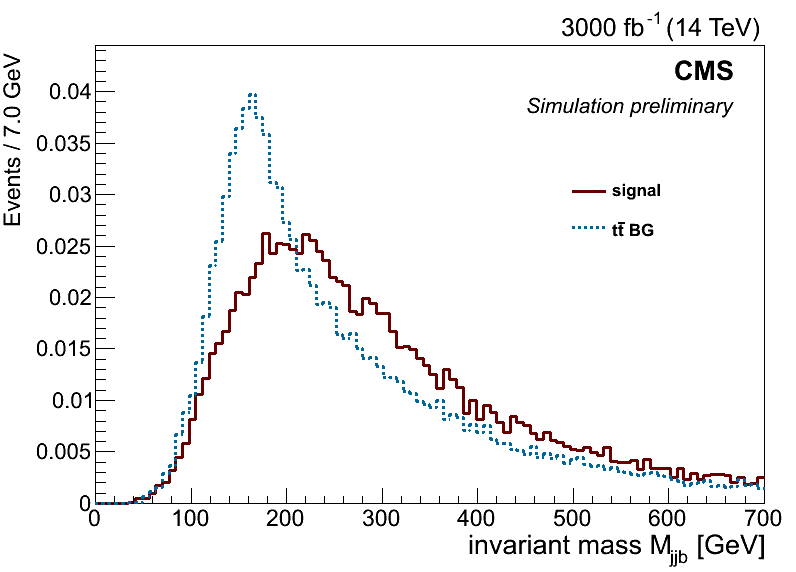 3000 fb⁻¹ (14 TeV)
CMS
Simulation preliminary
signal
tt̄ BG
Events / 7.0 GeV
0.04
0.035
0.03
0.025
0.02
0.015
0.01
0.005
0
0 100 200 300 400 500 600 700
invariant mass M_jjb [GeV]